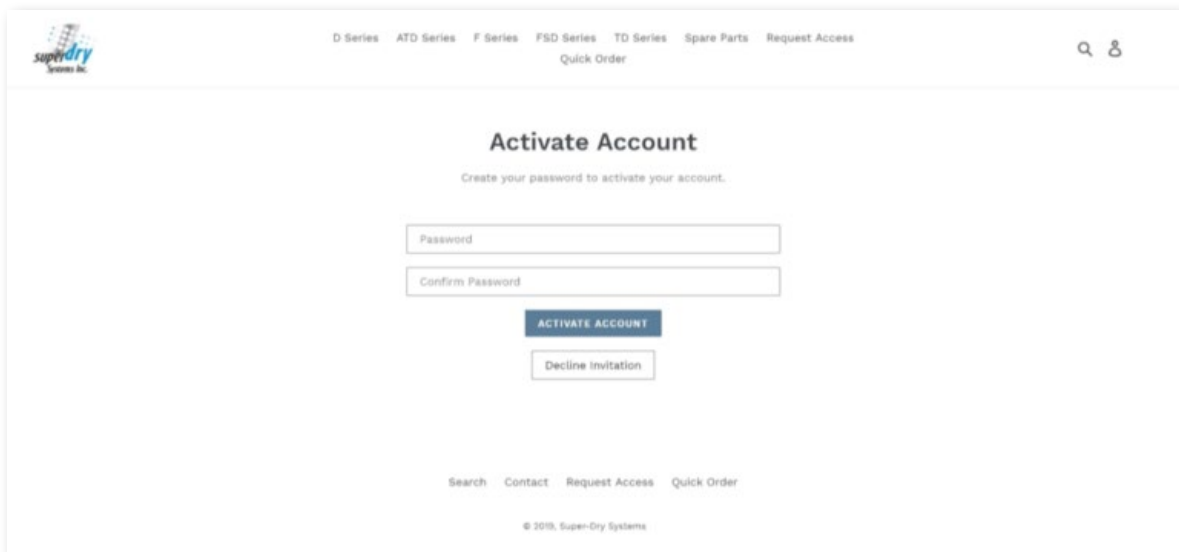 superdry
Systems Inc.
D Series ATD Series F Series FSD Series TD Series Spare Parts Request Access
Quick Order
Activate Account
Create your password to activate your account.
Password
Confirm Password
ACTIVATE ACCOUNT
Decline Invitation
Search Contact Request Access Quick Order
© 2019, Super-Dry Systems